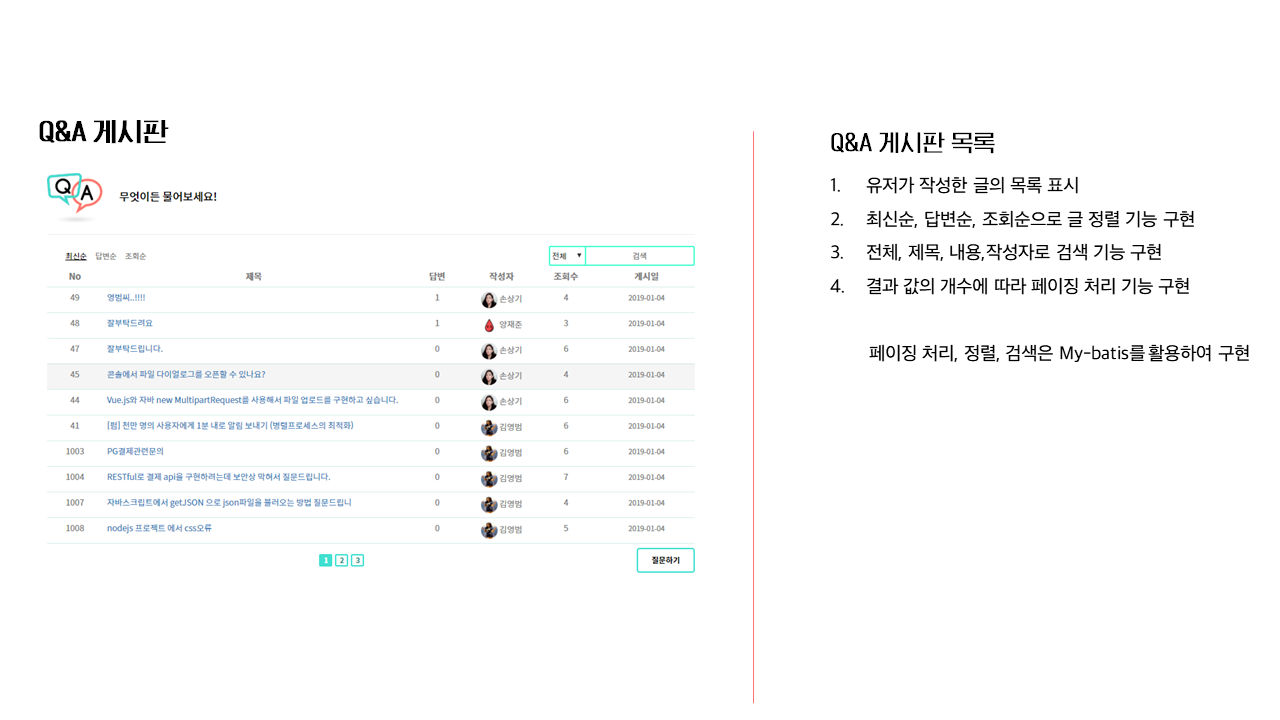 Q&A 게시판
Q A
무엇이든 물어보세요!
최신순 답변순 조회순
전체 ▼ 검색
No 제목 답변 작성자 조회수 게시일
49 영범씨..!!!! 1 손상기 4 2019-01-04
48 잘부탁드려요 1 양재준 3 2019-01-04
47 잘부탁드립니다. 0 손상기 6 2019-01-04
45 콘솔에서 파일 다이얼로그를 오픈할 수 있나요? 0 손상기 4 2019-01-04
44 Vue.js와 자바 new MultipartRequest를 사용해서 파일 업로드를 구현하고 싶습니다. 0 손상기 6 2019-01-04
41 [펌] 천만 명의 사용자에게 1분 내로 알림 보내기 (병렬프로세스의 최적화) 0 김영범 6 2019-01-04
1003 PG결제관련문의 0 김영범 6 2019-01-04
1004 RESTful로 결제 api을 구현하려는데 보안상 막혀서 질문드립니다. 0 김영범 7 2019-01-04
1007 자바스크립트에서 getJSON 으로 json파일을 불러오는 방법 질문드립니 0 김영범 4 2019-01-04
1008 nodejs 프로젝트 에서 css오류 0 김영범 5 2019-01-04
1 2 3
질문하기
Q&A 게시판 목록
1. 유저가 작성한 글의 목록 표시
2. 최신순, 답변순, 조회순으로 글 정렬 기능 구현
3. 전체, 제목, 내용,작성자로 검색 기능 구현
4. 결과 값의 개수에 따라 페이징 처리 기능 구현
페이징 처리, 정렬, 검색은 My-batis를 활용하여 구현